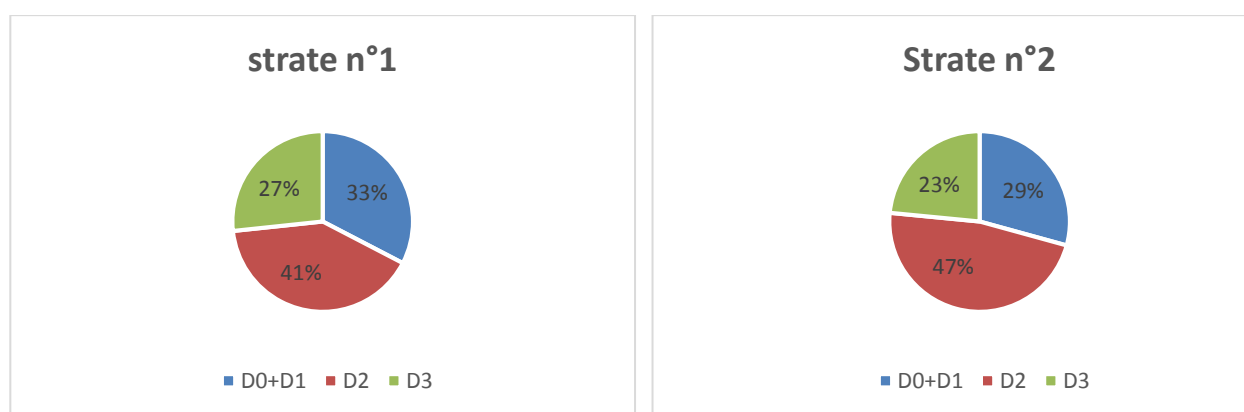 strate n°1
33%
27%
41%
D0+D1 D2 D3
Strate n°2
29%
23%
47%
D0+D1 D2 D3